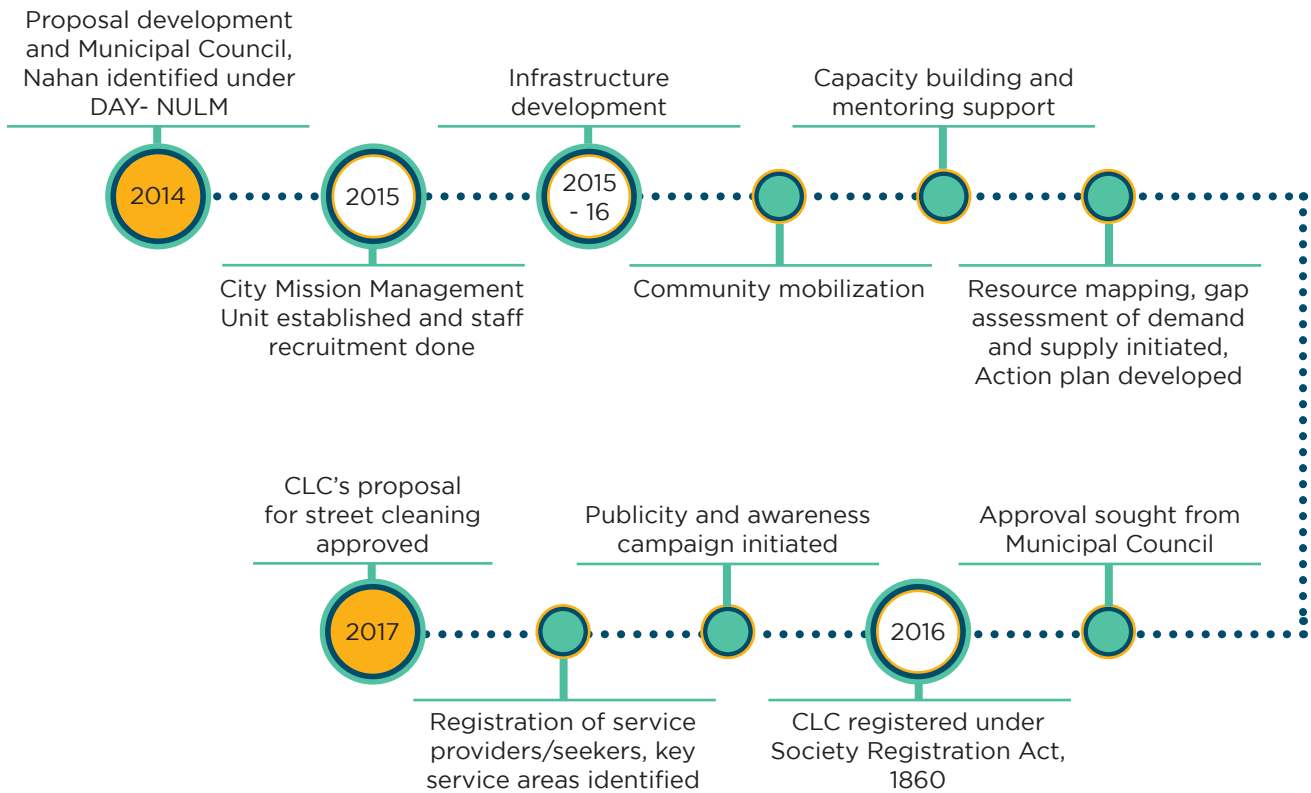 Proposal development
and Municipal Council,
Nahan identified under
DAY- NULM
2014
2015
City Mission Management
Unit established and staff
recruitment done
Infrastructure
development
2015
- 16
Community mobilization
Capacity building and
mentoring support
Resource mapping, gap
assessment of demand
and supply initiated,
Action plan developed
Approval sought from
Municipal Council
2016
CLC registered under
Society Registration Act,
1860
Publicity and awareness
campaign initiated
Registration of service
providers/seekers, key
service areas identified
CLC's proposal
for street cleaning
approved
2017